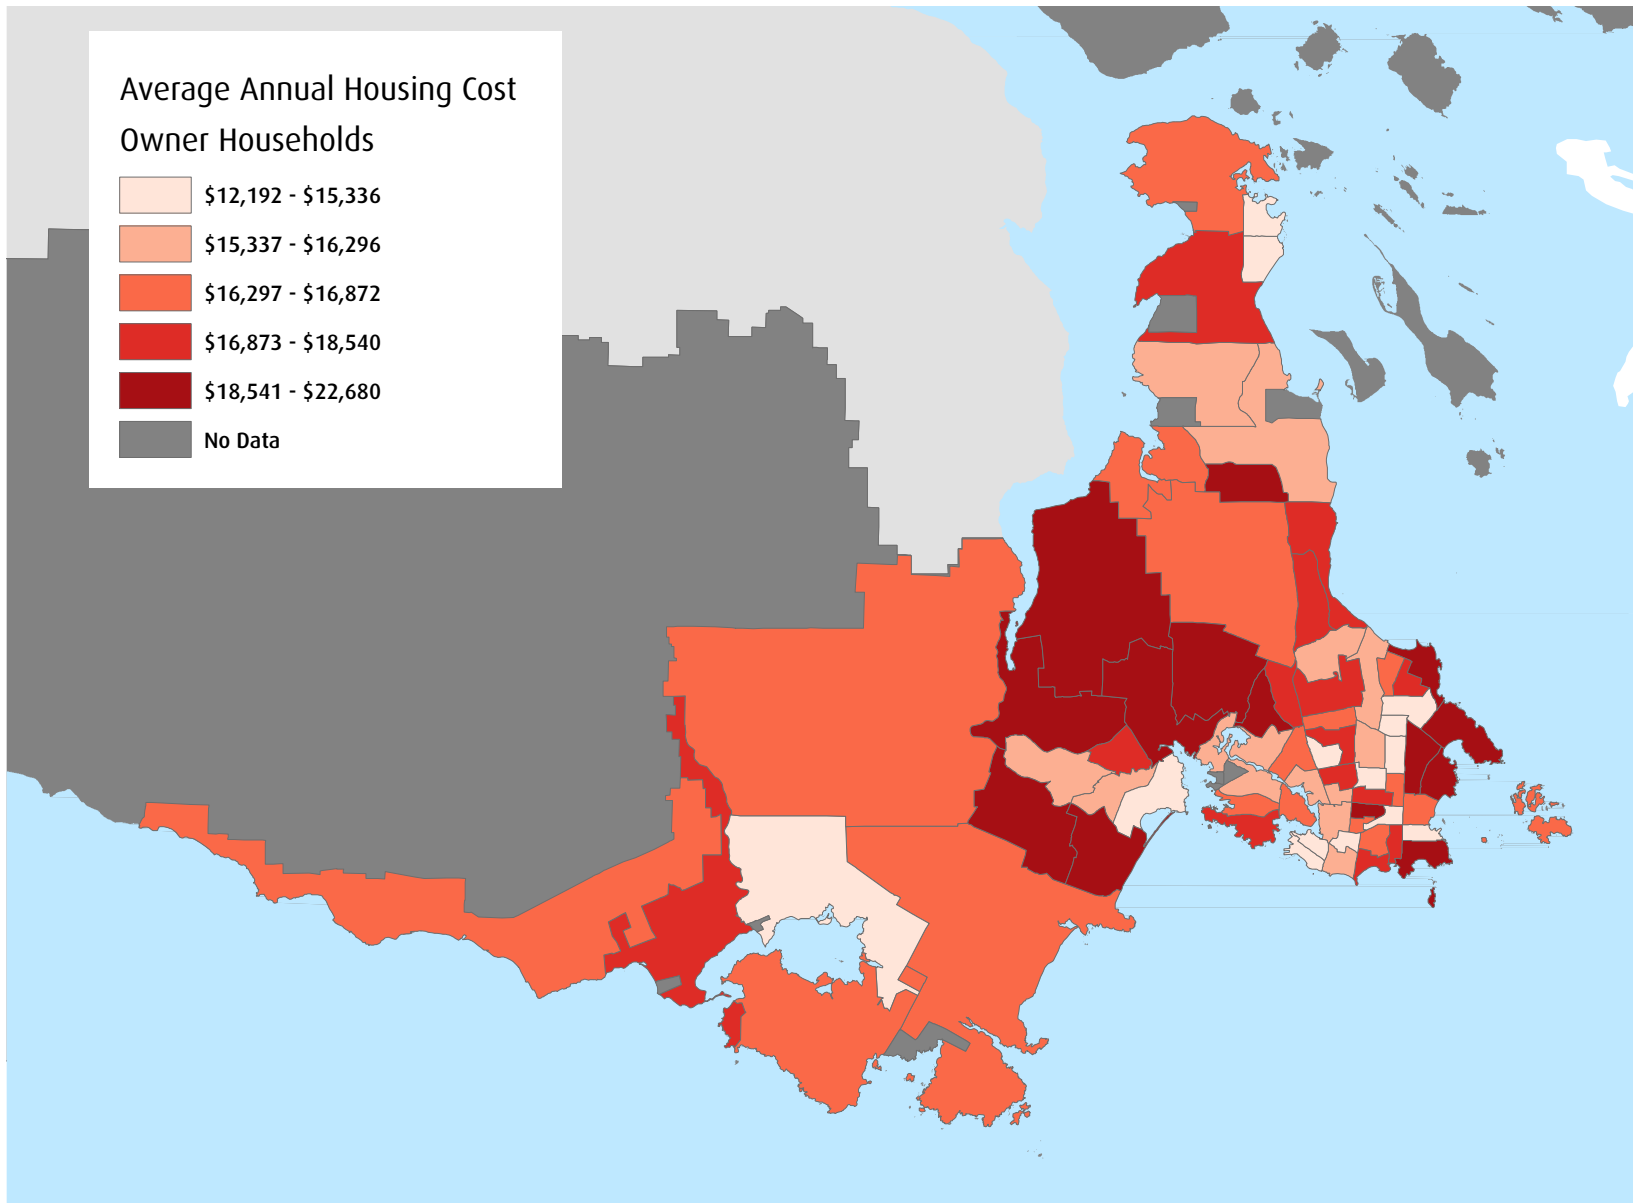 Average Annual Housing Cost
Owner Households
$12,192 - $15,336
$15,337 - $16,296
$16,297 - $16,872
$16,873 - $18,540
$18,541 - $22,680
No Data